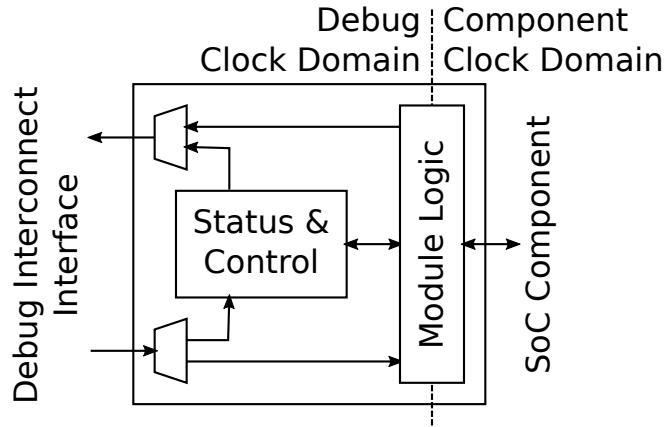 Debug
Clock Domain
Component
Clock Domain
Debug Interconnect
Interface
Status &
Control
Module Logic
SoC Component